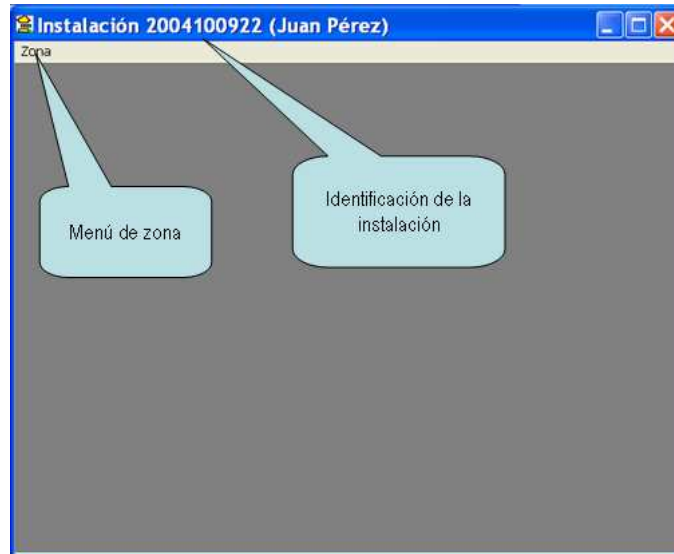 Instalación 2004100922 (Juan Pérez)
Zona
Identificación de la
instalación
Menú de zona